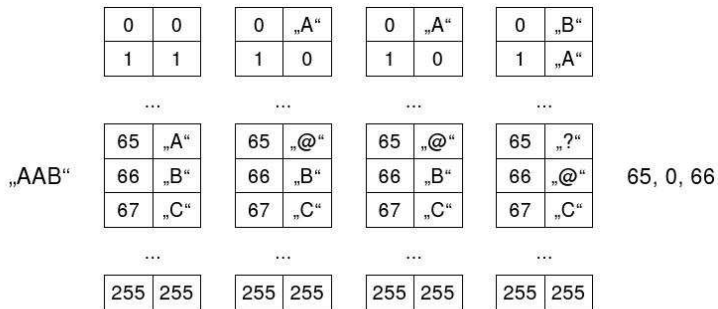 0 0 0 „A“ 0 „A“ 0 „B“
1 1 1 0 1 0 1 „A“
... ... ... ...
65 „A“ 65 „@“ 65 „@“ 65 „?“
„AAB“ 66 „B“ 66 „B“ 66 „B“ 66 „@“ 65, 0, 66
67 „C“ 67 „C“ 67 „C“ 67 „C“
... ... ... ...
255 255 255 255 255 255 255 255